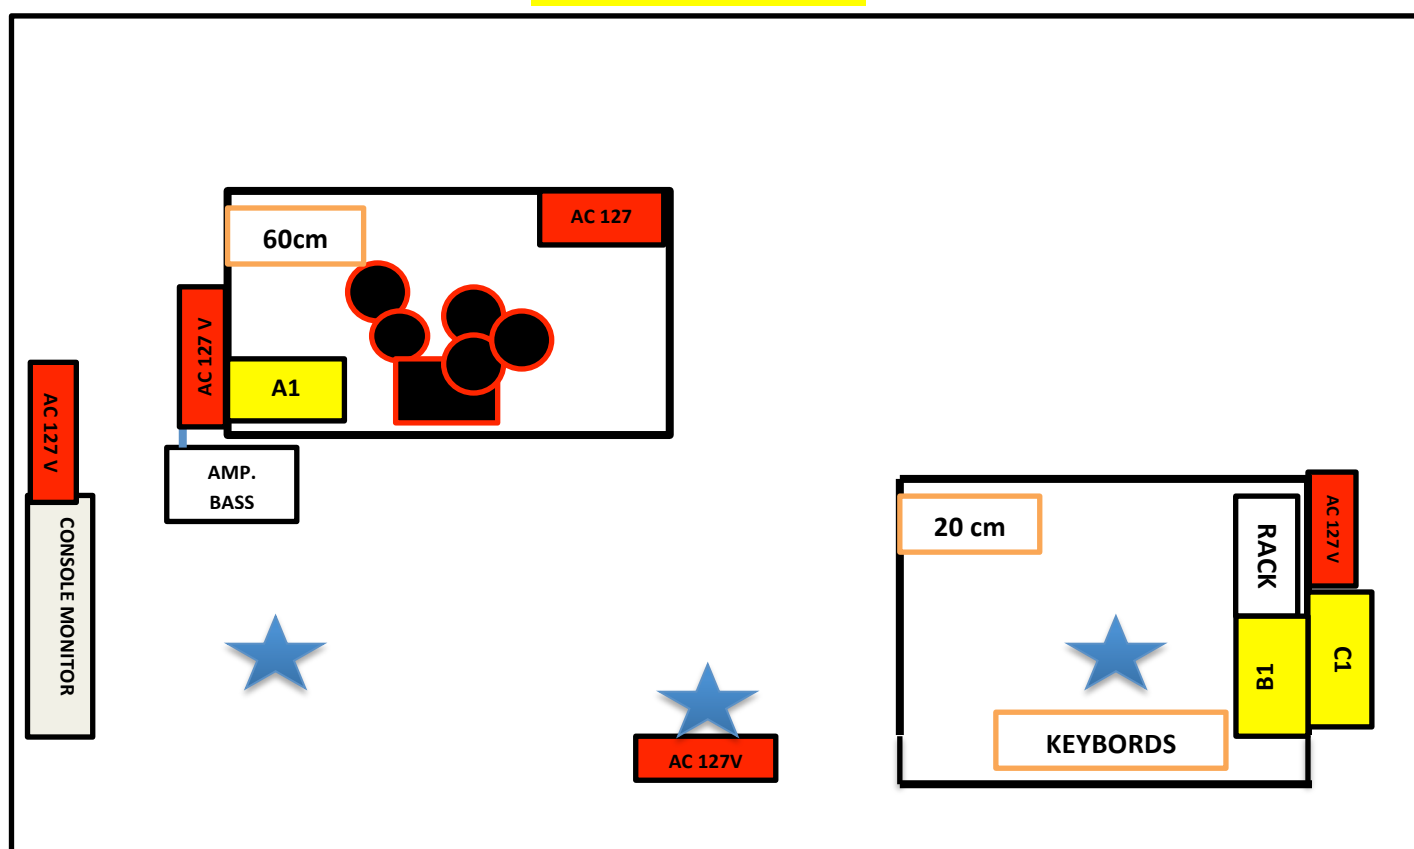 AC 127
60cm
AC 127 V
A1
AC 127 V
AMP.
BASS
CONSOLE MONITOR
20 cm
RACK
AC 127 V
B1
C1
KEYBORDS
AC 127V